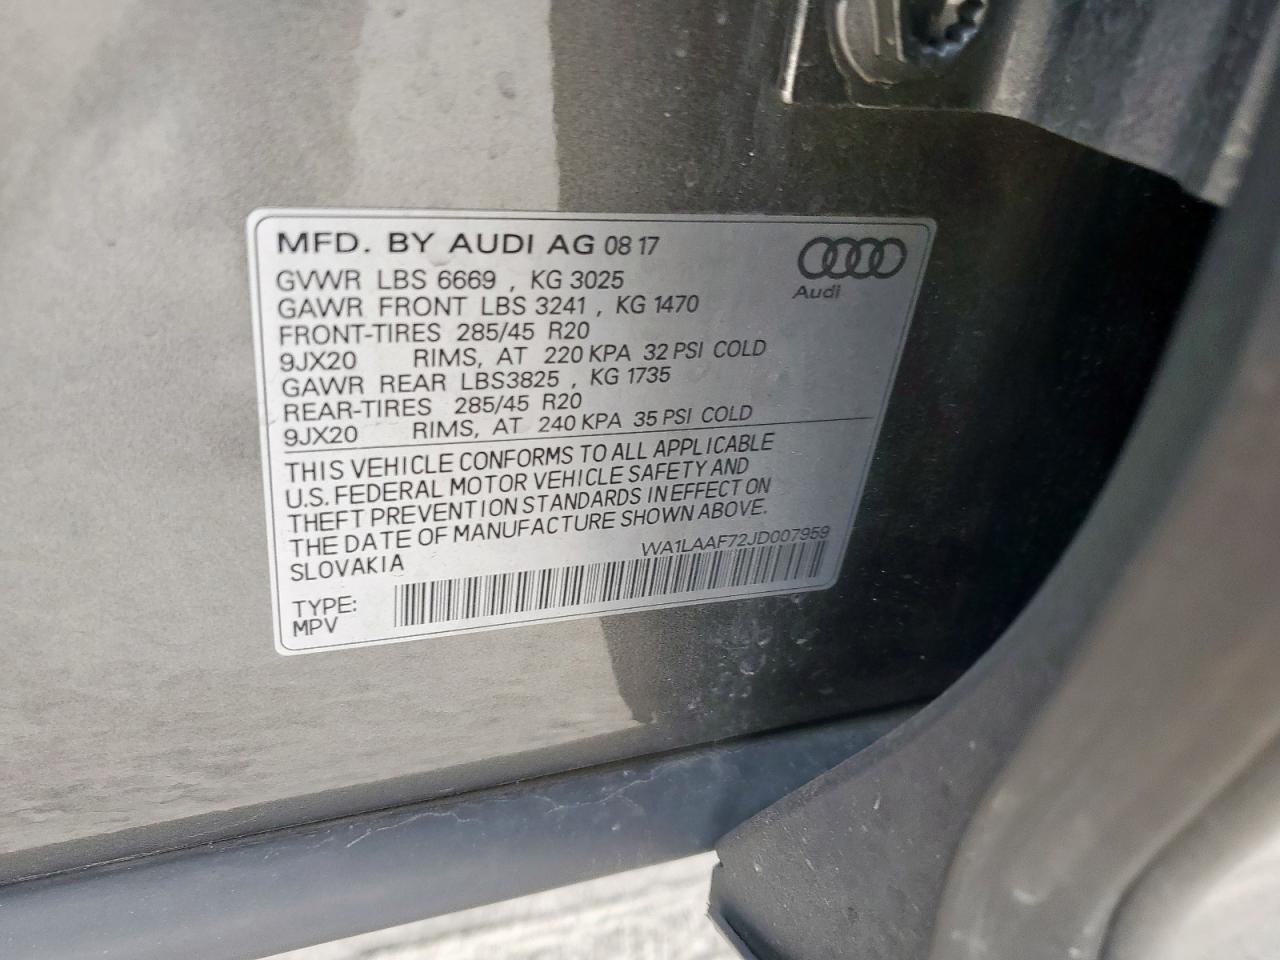 MFD. BY AUDI AG 08 17
Audi
GVWR LBS 6669 , KG 3025
GAWR FRONT LBS 3241 , KG 1470
FRONT-TIRES 285/45 R20
9JX20 RIMS, AT 220 KPA 32 PSI COLD
GAWR REAR LBS3825 , KG 1735
REAR-TIRES 285/45 R20
9JX20 RIMS, AT 240 KPA 35 PSI COLD
THIS VEHICLE CONFORMS TO ALL APPLICABLE
U.S. FEDERAL MOTOR VEHICLE SAFETY AND
THEFT PREVENTION STANDARDS IN EFFECT ON
THE DATE OF MANUFACTURE SHOWN ABOVE.
SLOVAKIA
WA1LAAF72JD007959
TYPE:
MPV